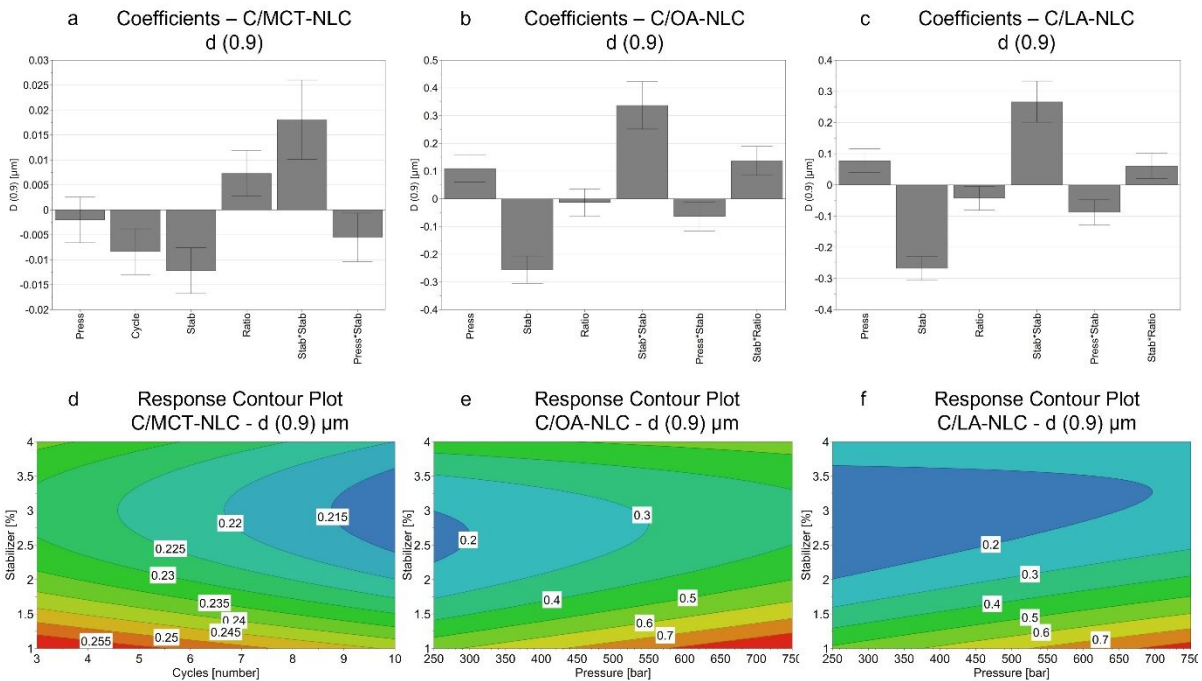 a Coefficients – C/MCT-NLC
d (0.9)
0.03
0.025
0.02
0.015
0.01
0.005
0
-0.005
-0.01
-0.015
-0.02
D (0.9) [µm]
Press
Cycle
Stab
Ratio
Stab*Stab
Press*Stab
b Coefficients – C/OA-NLC
d (0.9)
0.5
0.4
0.3
0.2
0.1
0
-0.1
-0.2
-0.3
-0.4
D (0.9) [µm]
Press
Stab
Ratio
Stab*Stab
Press*Stab
Stab*Ratio
c Coefficients – C/LA-NLC
d (0.9)
0.4
0.3
0.2
0.1
0
-0.1
-0.2
-0.3
-0.4
D (0.9) [µm]
Press
Stab
Ratio
Stab*Stab
Press*Stab
Stab*Ratio
d Response Contour Plot
C/MCT-NLC - d (0.9) µm
4
3.5
3
2.5
2
1.5
1
Stabilizer [%]
0.215
0.22
0.225
0.23
0.235
0.24
0.245
0.25
0.255
3 4 5 6 7 8 9 10
Cycles [number]
e Response Contour Plot
C/OA-NLC - d (0.9) µm
4
3.5
3
2.5
2
1.5
1
Stabilizer [%]
0.2
0.3
0.4
0.5
0.6
0.7
250 300 350 400 450 500 550 600 650 700 750
Pressure [bar]
f Response Contour Plot
C/LA-NLC - d (0.9) µm
4
3.5
3
2.5
2
1.5
1
Stabilizer [%]
0.2
0.3
0.4
0.5
0.6
0.7
250 300 350 400 450 500 550 600 650 700 750
Pressure [bar]